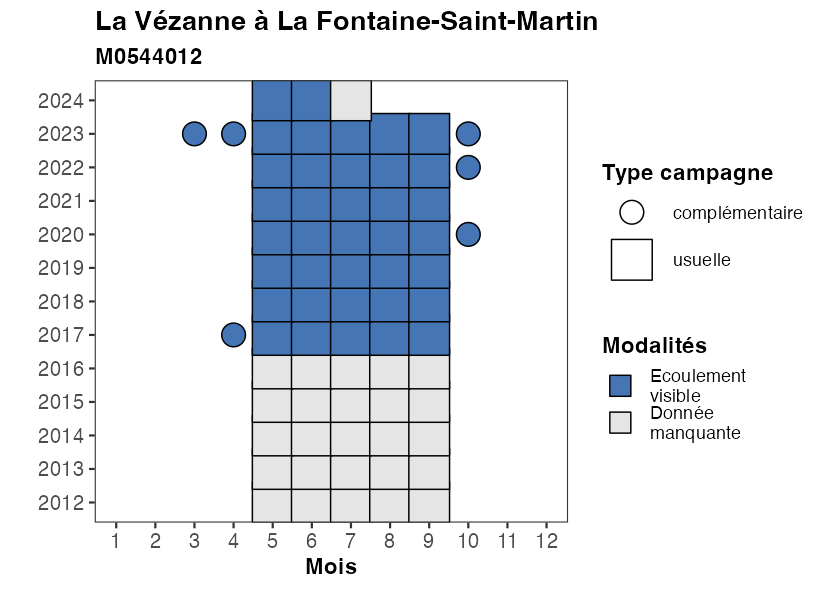 La Vézanne à La Fontaine-Saint-Martin
M0544012
2024
2023
2022
2021
2020
2019
2018
2017
2016
2015
2014
2013
2012
1 2 3 4 5 6 7 8 9 10 11 12
Mois
Type campagne
complémentaire
usuelle
Modalités
Ecoulement
visible
Donnée
manquante